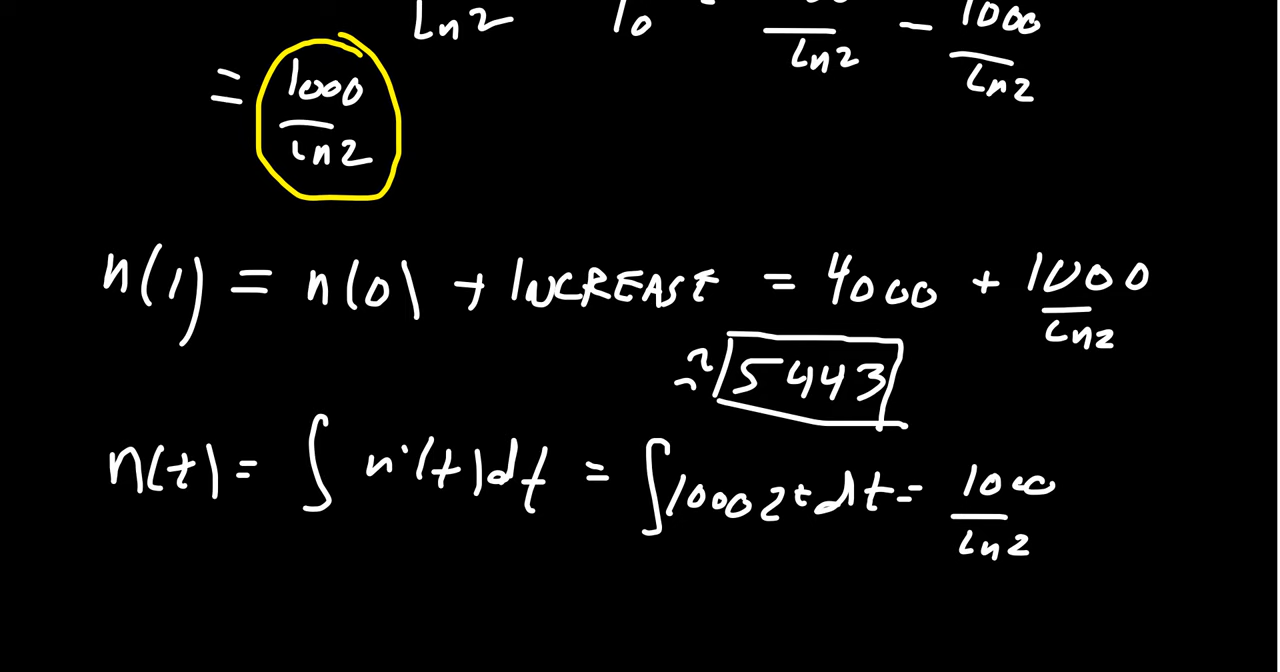 Ln2 | 0 ln2 - 1000/Ln2
= 1000/ln2
n(1) = n(0) + INCREASE = 4000 + 1000/Ln2
≈ 5443
n(t) = ∫ n'(t)dt = ∫1000 2^t dt = 1000/Ln2